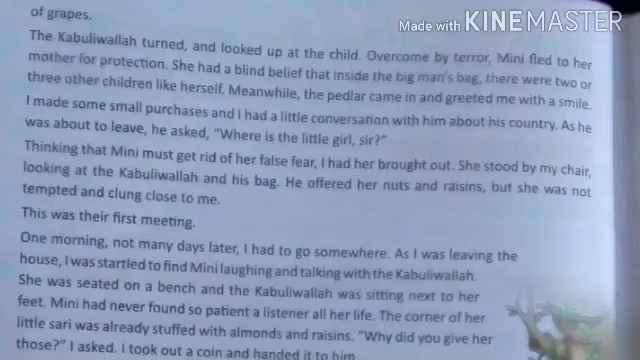 of grapes.
Made with KINEMASTER
The Kabuliwallah turned, and looked up at the child. Overcome by terror, Mini fled to her
mother for protection. She had a blind belief that inside the big man's bag, there were two or
three other children like herself. Meanwhile, the pedlar came in and greeted me with a smile.
I made some small purchases and I had a little conversation with him about his country. As he
was about to leave, he asked, "Where is the little girl, sir?"
Thinking that Mini must get rid of her false fear, I had her brought out. She stood by my chair,
looking at the Kabuliwallah and his bag. He offered her nuts and raisins, but she was not
tempted and clung close to me.
This was their first meeting.
One morning, not many days later, I had to go somewhere. As I was leaving the
house, I was startled to find Mini laughing and talking with the Kabuliwallah.
She was seated on a bench and the Kabuliwallah was sitting next to her
feet. Mini had never found so patient a listener all her life. The corner of her
little sari was already stuffed with almonds and raisins. "Why did you give her
those?" I asked. I took out a coin and handed it to him